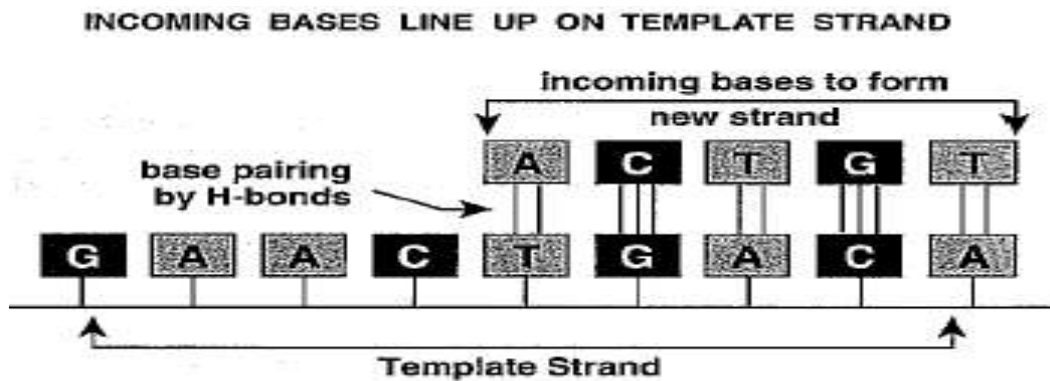 INCOMING BASES LINE UP ON TEMPLATE STRAND
incoming bases to form
new strand
base pairing
by H-bonds
A C T G T
G A A C T G A C A
Template Strand